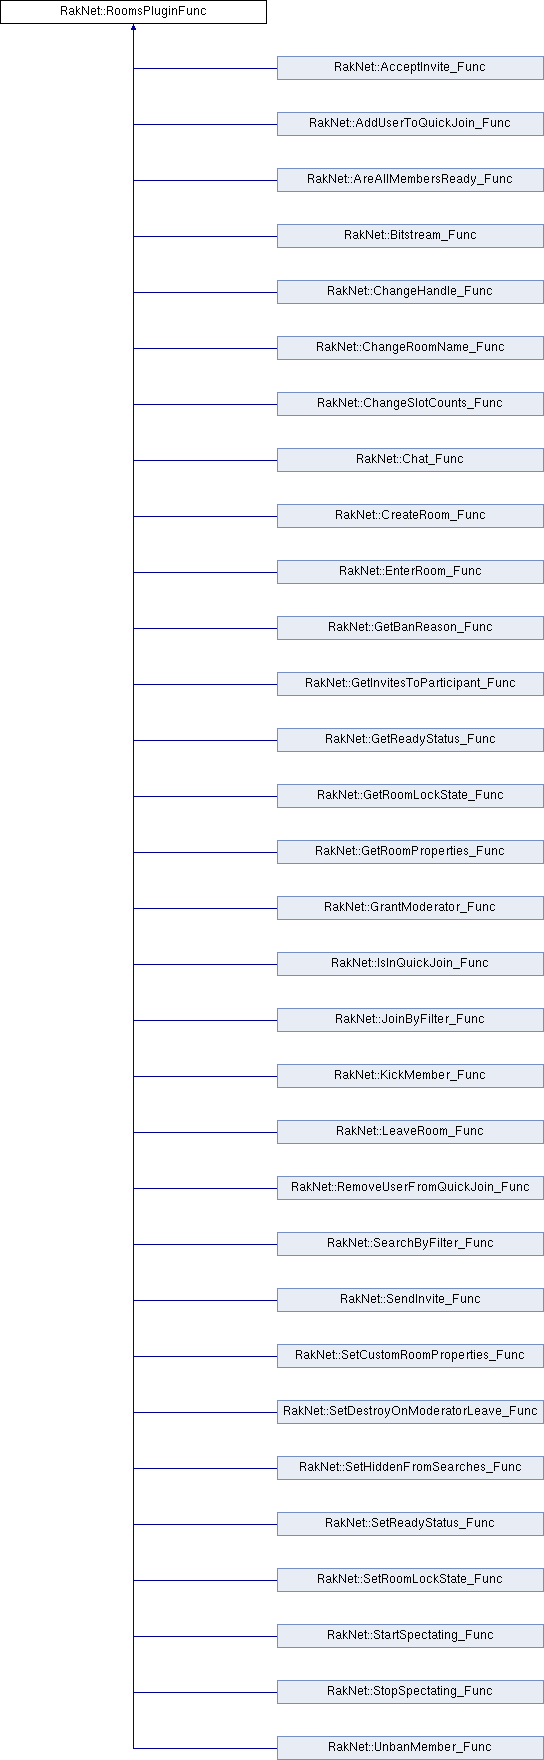 RakNet::RoomsPluginFunc
RakNet::AcceptInvite_Func
RakNet::AddUserToQuickJoin_Func
RakNet::AreAllMembersReady_Func
RakNet::Bitstream_Func
RakNet::ChangeHandle_Func
RakNet::ChangeRoomName_Func
RakNet::ChangeSlotCounts_Func
RakNet::Chat_Func
RakNet::CreateRoom_Func
RakNet::EnterRoom_Func
RakNet::GetBanReason_Func
RakNet::GetInvitesToParticipant_Func
RakNet::GetReadyStatus_Func
RakNet::GetRoomLockState_Func
RakNet::GetRoomProperties_Func
RakNet::GrantModerator_Func
RakNet::IsInQuickJoin_Func
RakNet::JoinByFilter_Func
RakNet::KickMember_Func
RakNet::LeaveRoom_Func
RakNet::RemoveUserFromQuickJoin_Func
RakNet::SearchByFilter_Func
RakNet::SendInvite_Func
RakNet::SetCustomRoomProperties_Func
RakNet::SetDestroyOnModeratorLeave_Func
RakNet::SetHiddenFromSearches_Func
RakNet::SetReadyStatus_Func
RakNet::SetRoomLockState_Func
RakNet::StartSpectating_Func
RakNet::StopSpectating_Func
RakNet::UnbanMember_Func